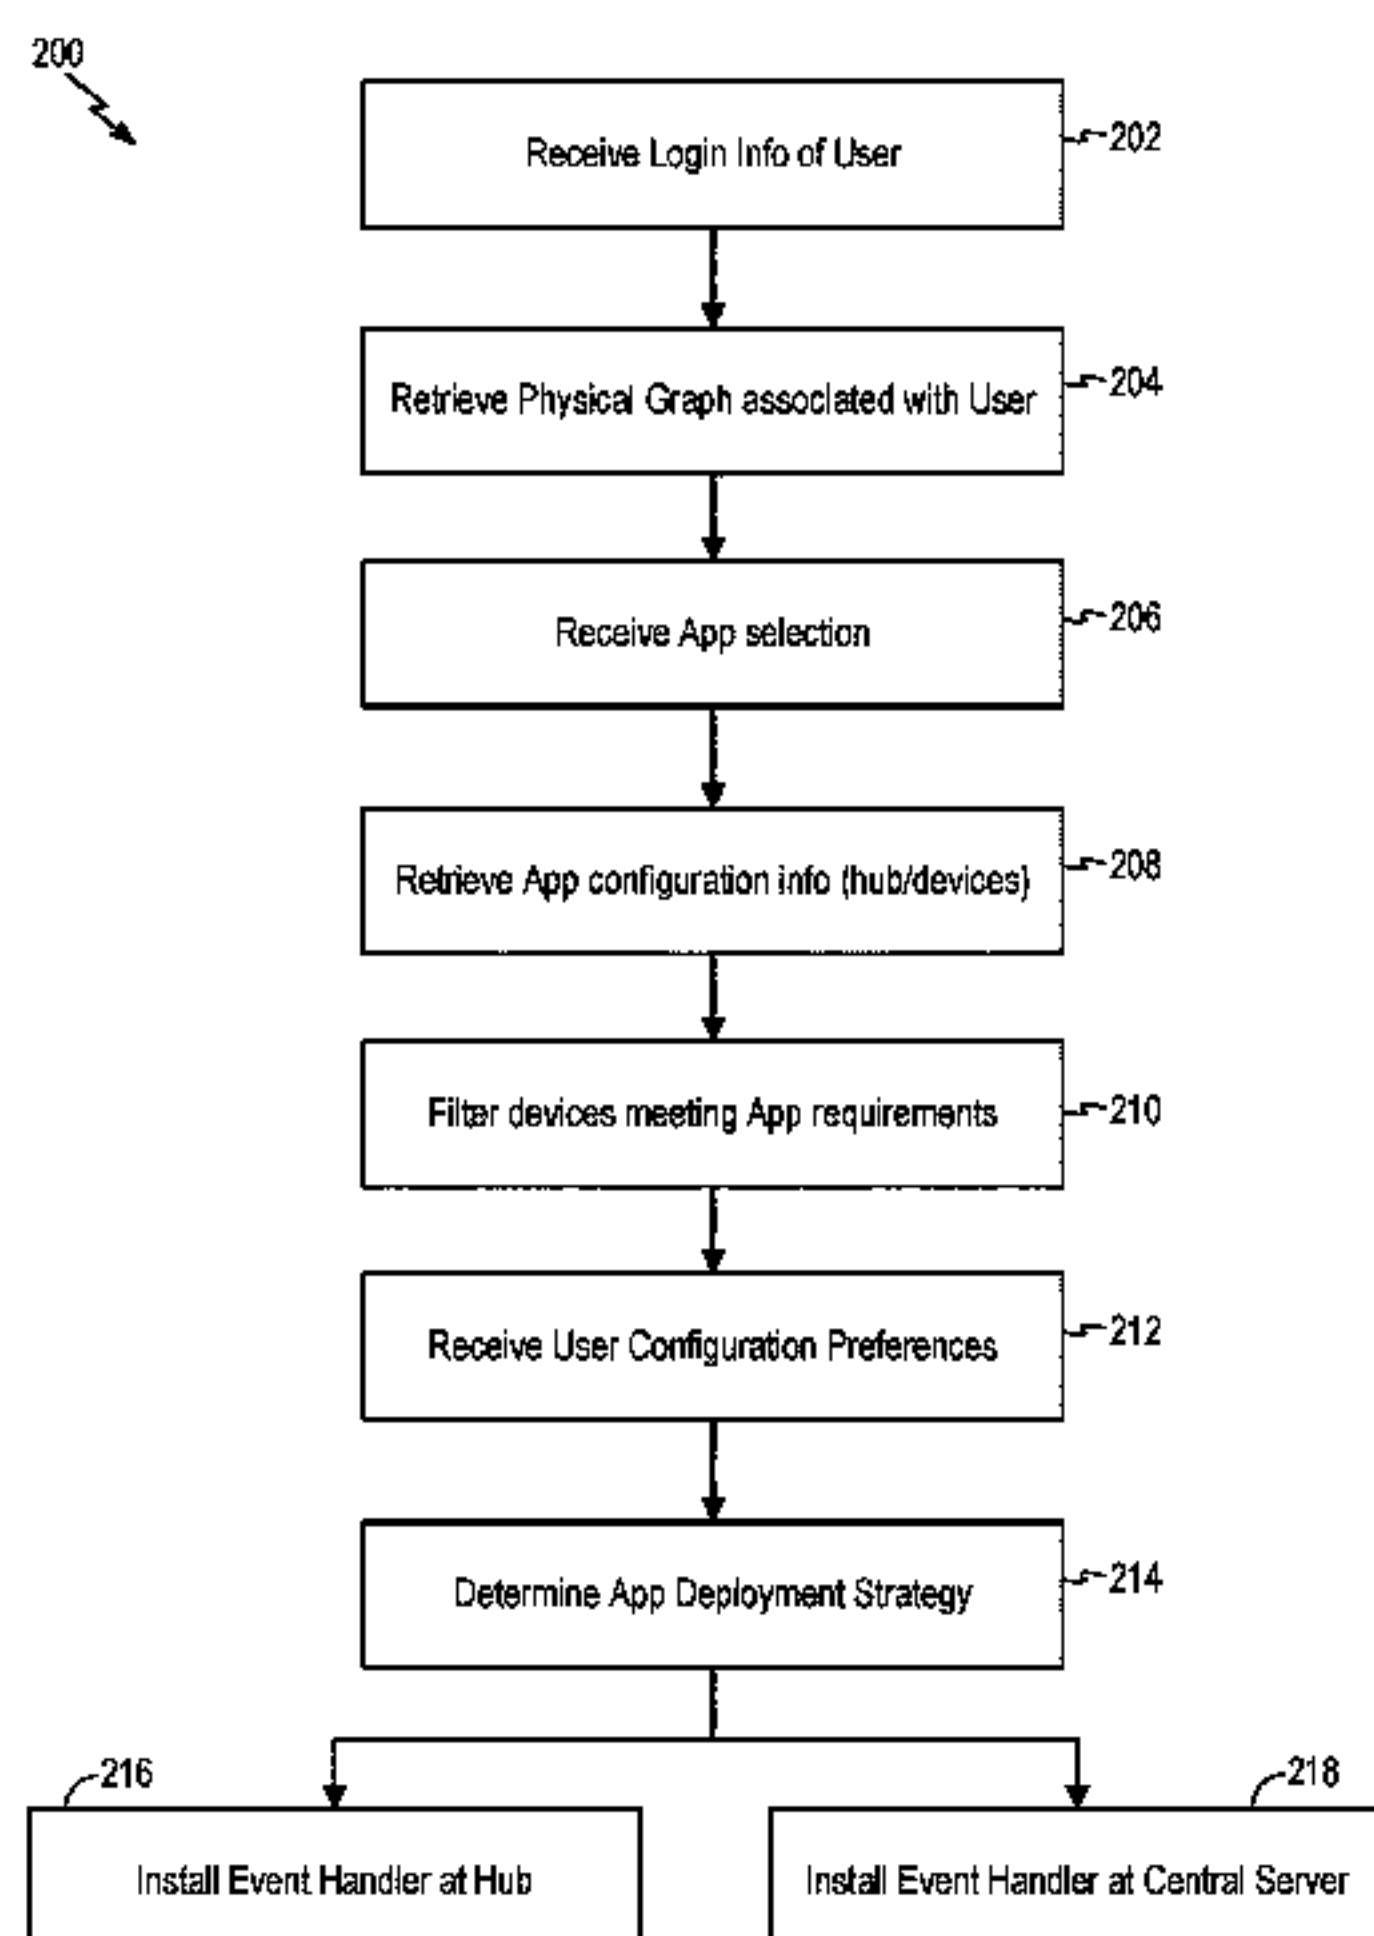 200
Receive Login Info of User
202
Retrieve Physical Graph associated with User
204
Receive App selection
206
Retrieve App configuration info (hub/devices)
208
Filter devices meeting App requirements
210
Receive User Configuration Preferences
212
Determine App Deployment Strategy
214
216
Install Event Handler at Hub
218
Install Event Handler at Central Server